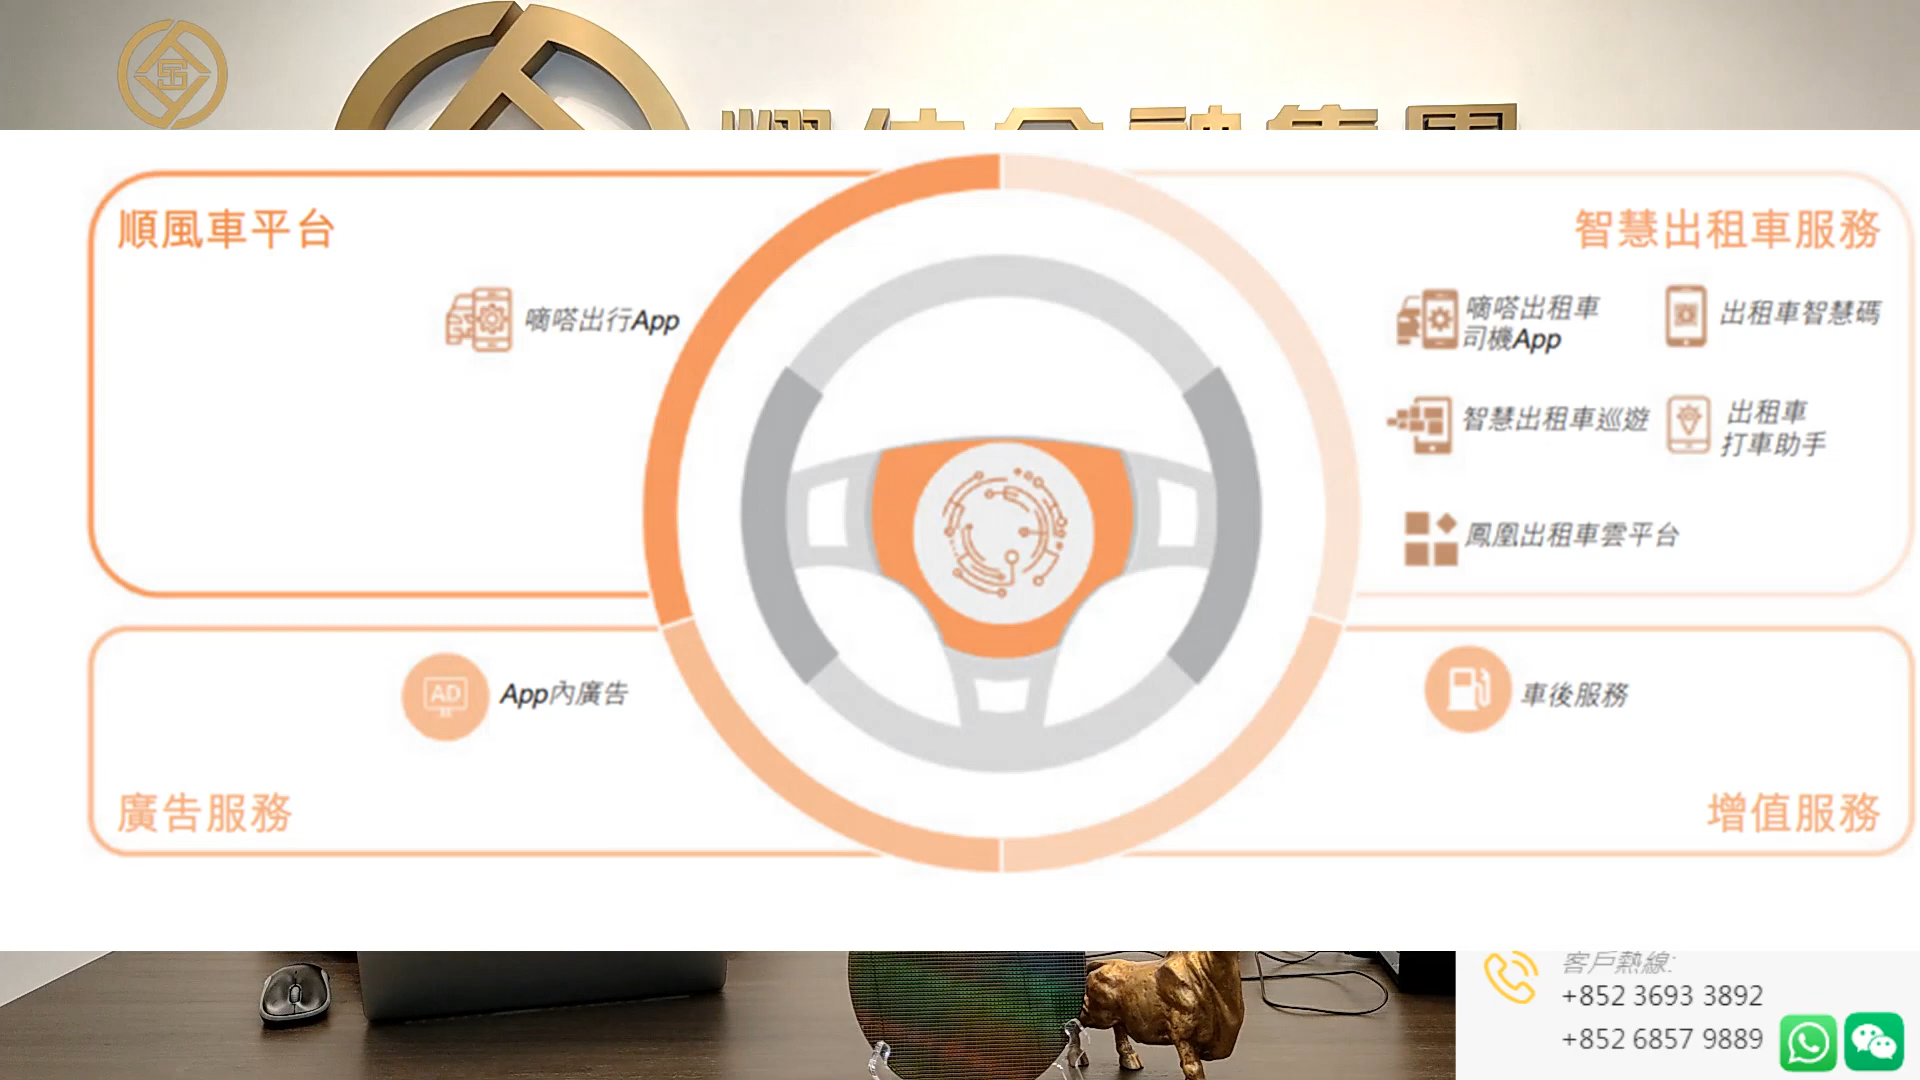 順風車平台
嘀嗒出行App
智慧出租車服務
嘀嗒出租車
司機App
出租車智慧碼
智慧出租車巡遊
出租車
打車助手
鳳凰出租車雲平台
AD
App內廣告
廣告服務
車後服務
增值服務
客戶熱線:
+852 3693 3892
+852 6857 9889